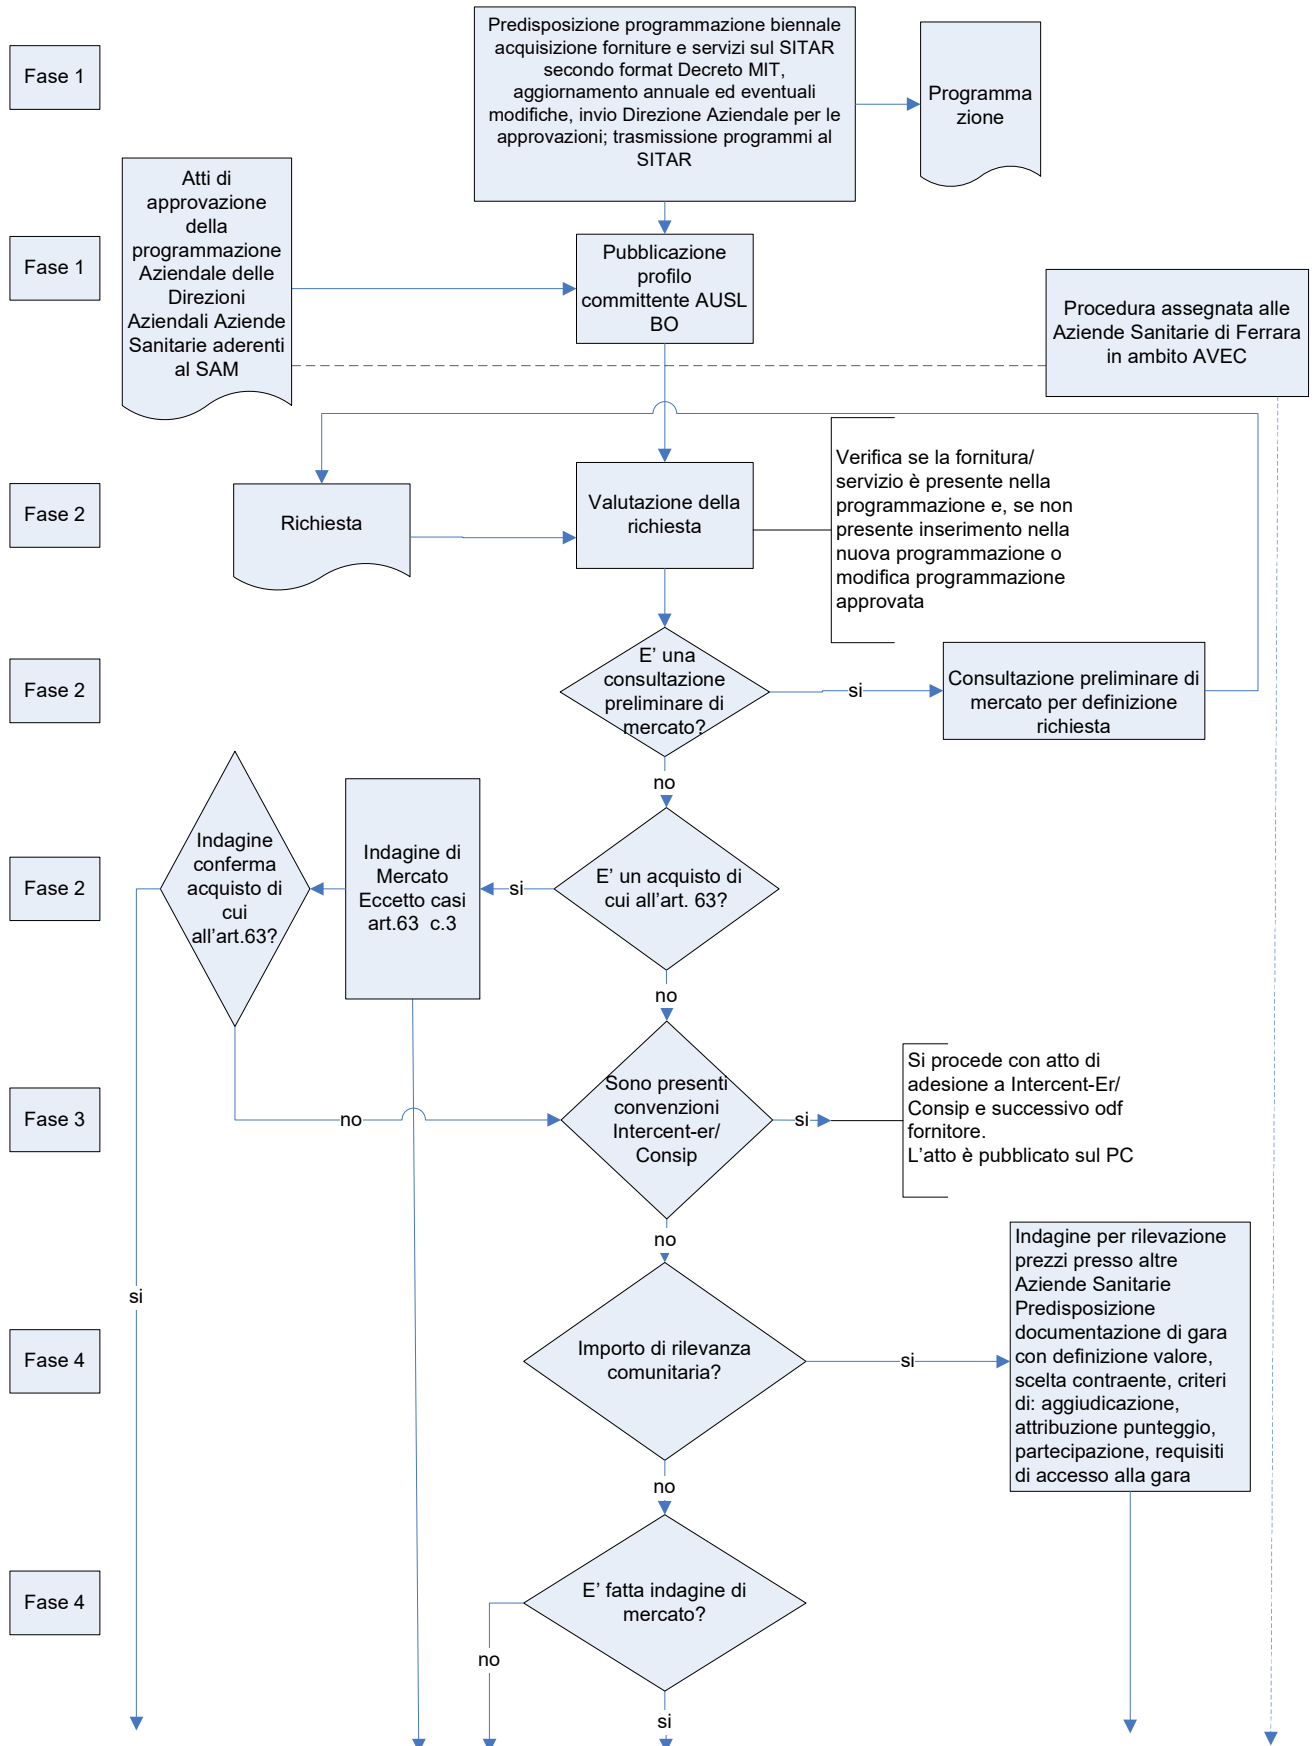 Fase 1
Predisposizione programmazione biennale
acquisizione forniture e servizi sul SITAR
secondo format Decreto MIT,
aggiornamento annuale ed eventuali
modifiche, invio Direzione Aziendale per le
approvazioni; trasmissione programmi al
SITAR
Programma
zione
Atti di
approvazione
della
programmazione
Aziendale delle
Direzioni
Aziendali Aziende
Sanitarie aderenti
al SAM
Fase 1
Pubblicazione
profilo
committente AUSL
BO
Procedura assegnata alle
Aziende Sanitarie di Ferrara
in ambito AVEC
Fase 2
Richiesta
Valutazione della
richiesta
Verifica se la fornitura/
servizio è presente nella
programmazione e, se non
presente inserimento nella
nuova programmazione o
modifica programmazione
approvata
Fase 2
E’ una
consultazione
preliminare di
mercato?
si
Consultazione preliminare di
mercato per definizione
richiesta
no
Fase 2
Indagine
conferma
acquisto di
cui
all’art.63?
Indagine di
Mercato
Eccetto casi
art.63 c.3
si
E’ un acquisto di
cui all’art. 63?
no
Fase 3
no
Sono presenti
convenzioni
Intercent-er/
Consip
si
Si procede con atto di
adesione a Intercent-Er/
Consip e successivo odf
fornitore.
L’atto è pubblicato sul PC
no
si
Fase 4
Importo di rilevanza
comunitaria?
si
Indagine per rilevazione
prezzi presso altre
Aziende Sanitarie
Predisposizione
documentazione di gara
con definizione valore,
scelta contraente, criteri
di: aggiudicazione,
attribuzione punteggio,
partecipazione, requisiti
di accesso alla gara
no
Fase 4
E’ fatta indagine di
mercato?
no
si